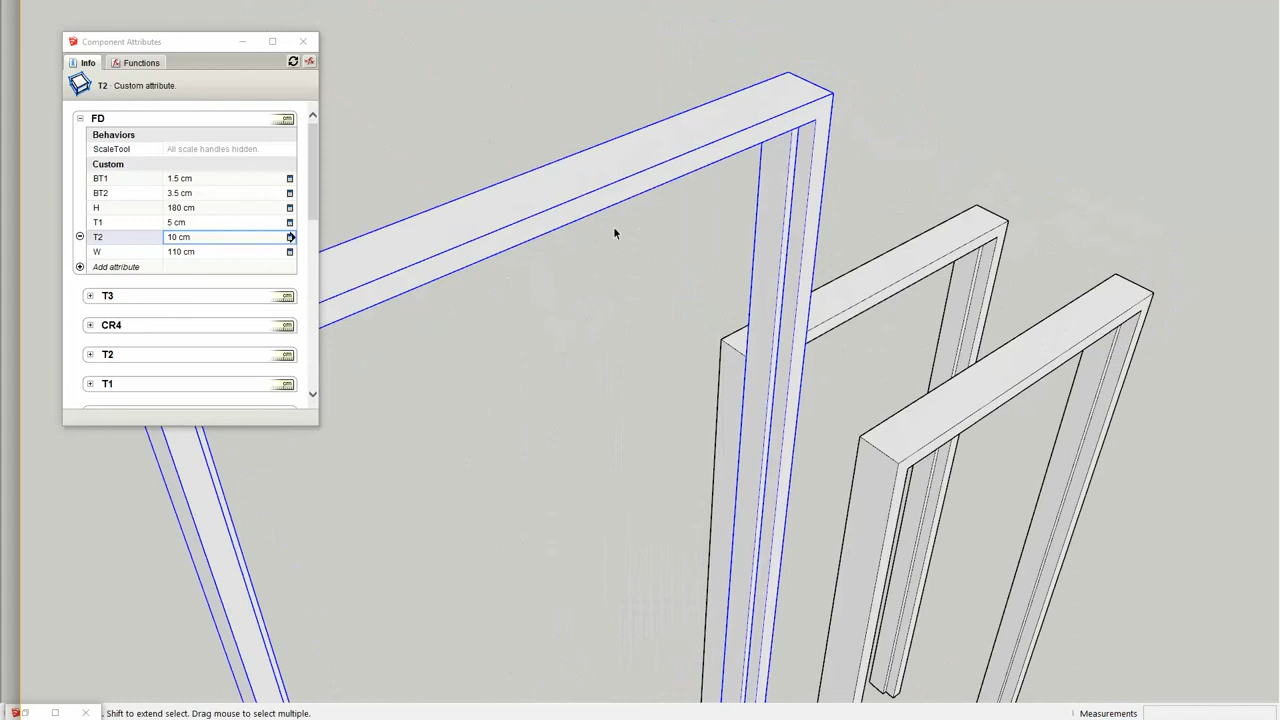 Component Attributes
Info
Functions
T2 - Custom attribute.
FD
Behaviors
ScaleTool All scale handles hidden.
Custom
BT1 1.5 cm
BT2 3.5 cm
H 180 cm
T1 5 cm
T2 10 cm
W 110 cm
Add attribute
T3
CR4
T2
T1
Shift to extend select. Drag mouse to select multiple.
Measurements